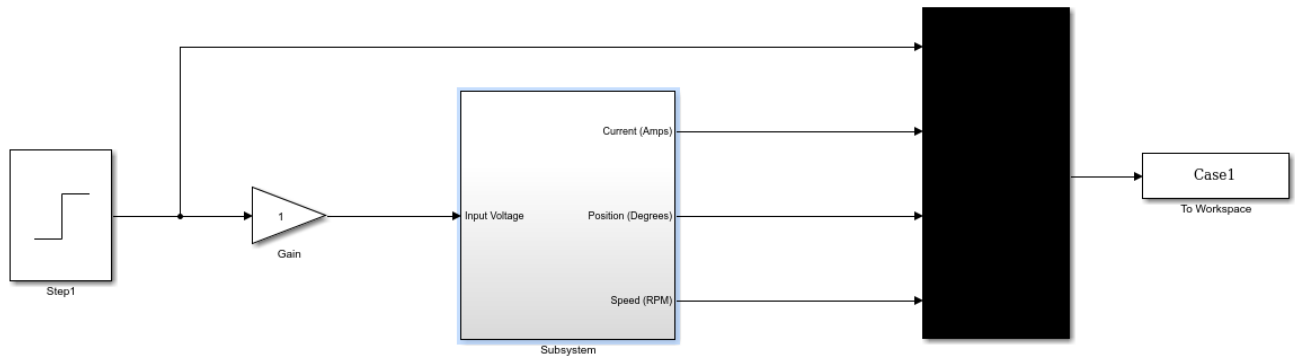 Current (Amps)
Case1
To Workspace
1
Input Voltage
Position (Degrees)
Gain
Step1
Speed (RPM)
Subsystem